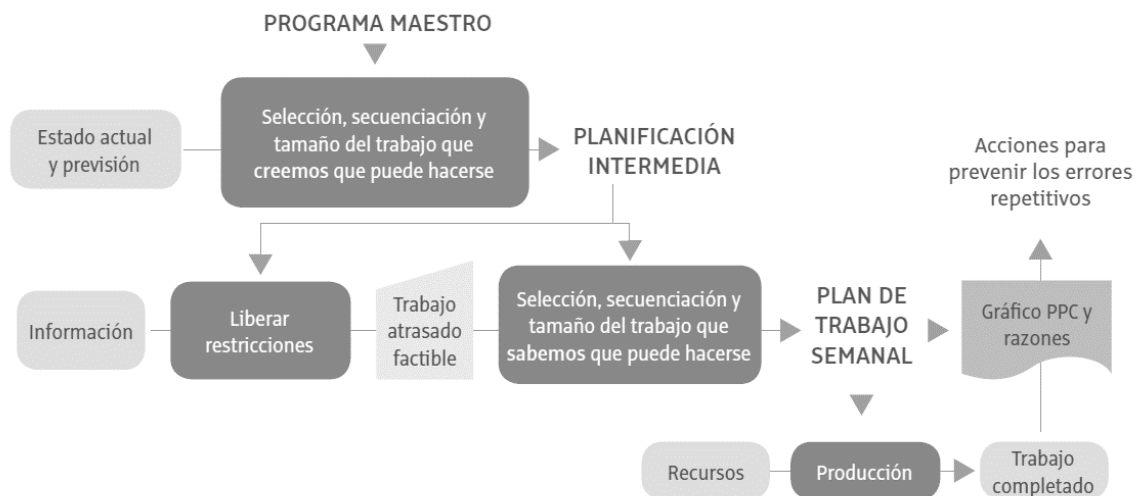 PROGRAMA MAESTRO
Estado actual
y previsión
Selección, secuenciación y
tamaño del trabajo que
creemos que puede hacerse
PLANIFICACIÓN
INTERMEDIA
Acciones para
prevenir los errores
repetitivos
Información
Liberar
restricciones
Trabajo
atrasado
factible
Selección, secuenciación y
tamaño del trabajo que
sabemos que puede hacerse
PLAN DE
TRABAJO
SEMANAL
Gráfico PPC y
razones
Recursos
Producción
Trabajo
completado